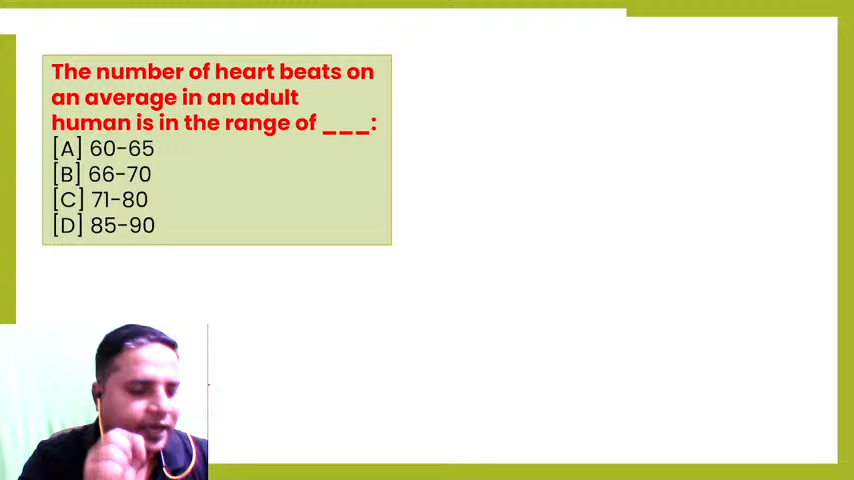 The number of heart beats on
an average in an adult
human is in the range of ___:
[A] 60-65
[B] 66-70
[C] 71-80
[D] 85-90